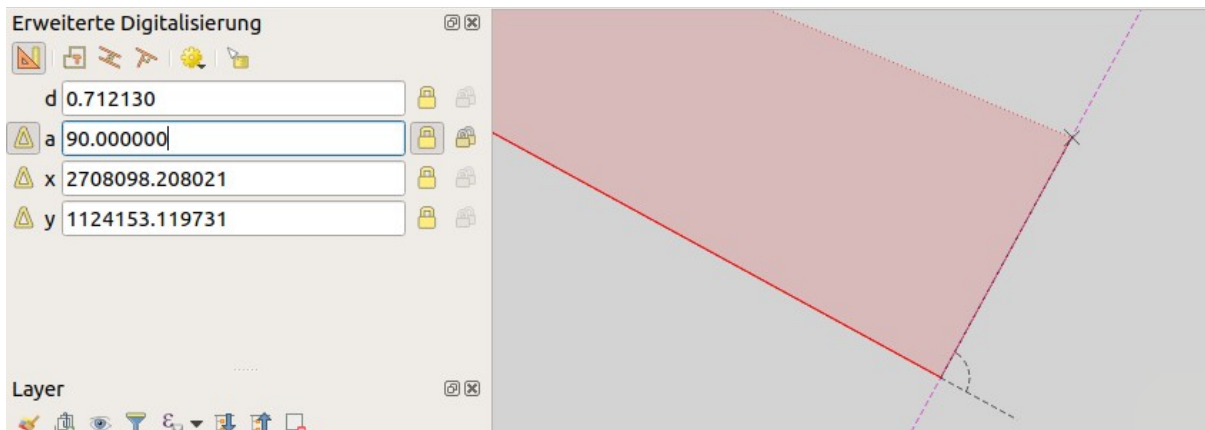 Erweiterte Digitalisierung
d 0.712130
a 90.000000
x 2708098.208021
y 1124153.119731
Layer